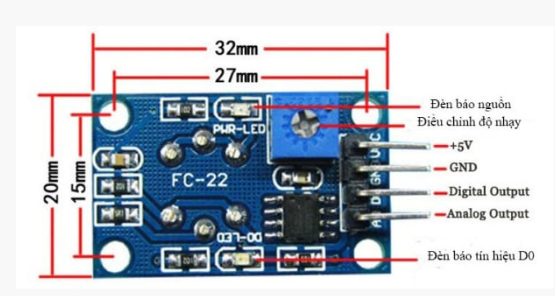 32mm
27mm
Đèn báo nguồn
Điều chỉnh độ nhạy
PWR-LED
+5V
GND
20mm
15mm
FC-22
Digital Output
Analog Output
DO-LED
Đèn báo tín hiệu D0